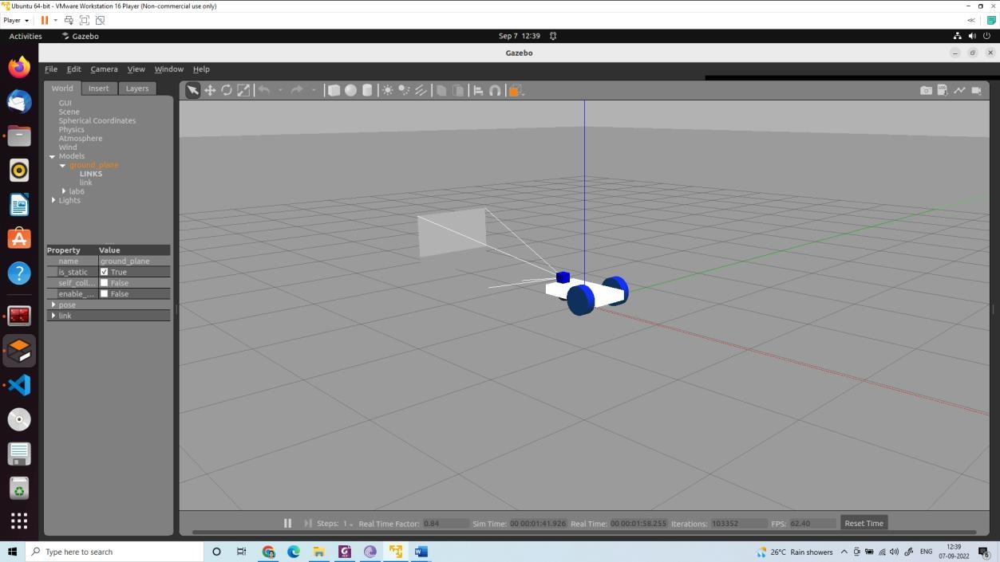 Ubuntu 64-bit - VMware Workstation 16 Player (Non-commercial use only)
Player
Activities Gazebo Sep 7 12:39
Gazebo
File Edit Camera View Window Help
World Insert Layers
GUI
Scene
Spherical Coordinates
Physics
Atmosphere
Wind
Models
ground_plane
LINKS
link
lab6
Lights
Property Value
name ground_plane
is_static True
self_coll... False
enable_... False
pose
link
Steps: 1 Real Time Factor: 0.84 Sim Time: 00 00:01:41.926 Real Time: 00 00:01:58.255 Iterations: 103352 FPS: 62.40 Reset Time
Type here to search
26°C Rain showers ENG 12:39
07-09-2022 6